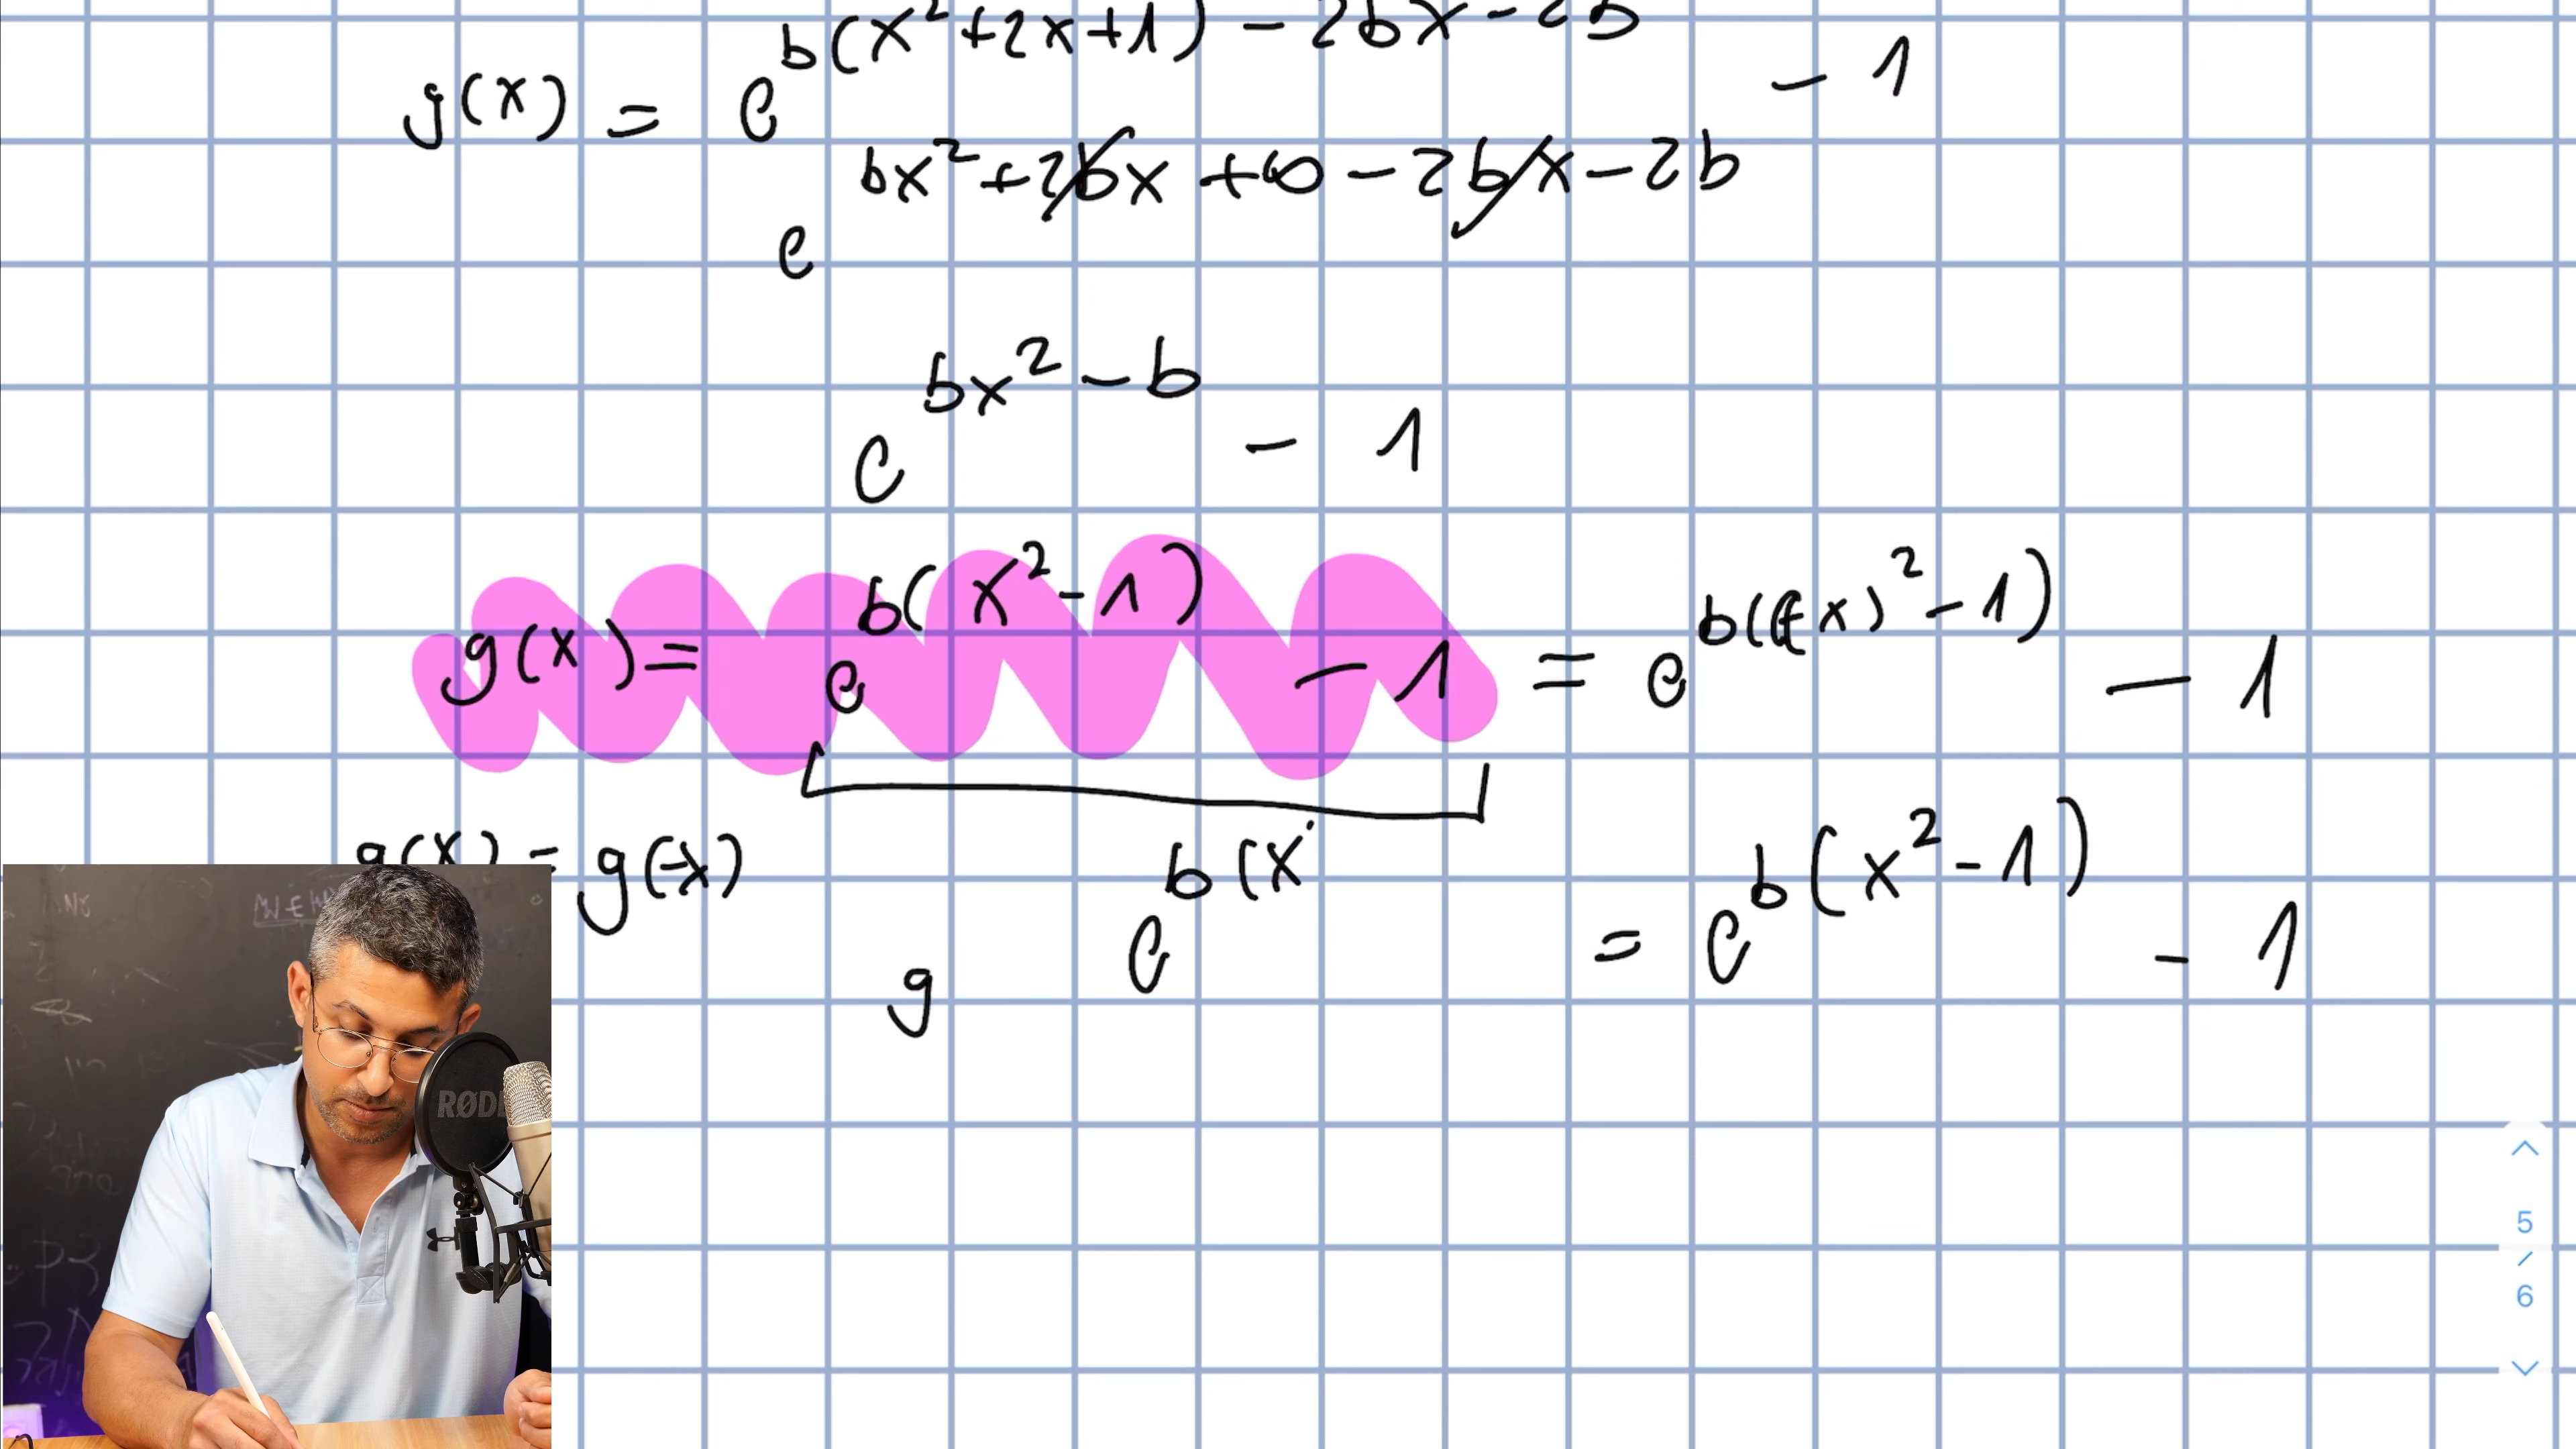 g(x) = e^{b(x²+2x+1) - 2bx - 2b} - 1
e^{bx² + 2bx + b - 2bx - 2b}
e^{bx² - b} - 1
g(x) = e^{b(x² - 1)} - 1 = e^{b((-x)² - 1)} - 1
g(x) = g(-x) e^{b(x} = e^{b(x² - 1)} - 1
g
RØDE
5
/
6